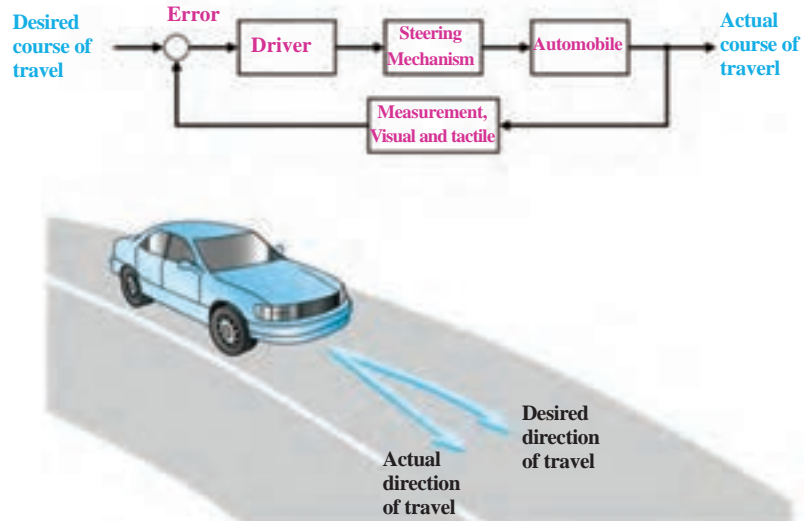 Desired
course of
travel
Error
Driver
Steering
Mechanism
Automobile
Actual
course of
traverl
Measurement,
Visual and tactile
Desired
direction
of travel
Actual
direction
of travel